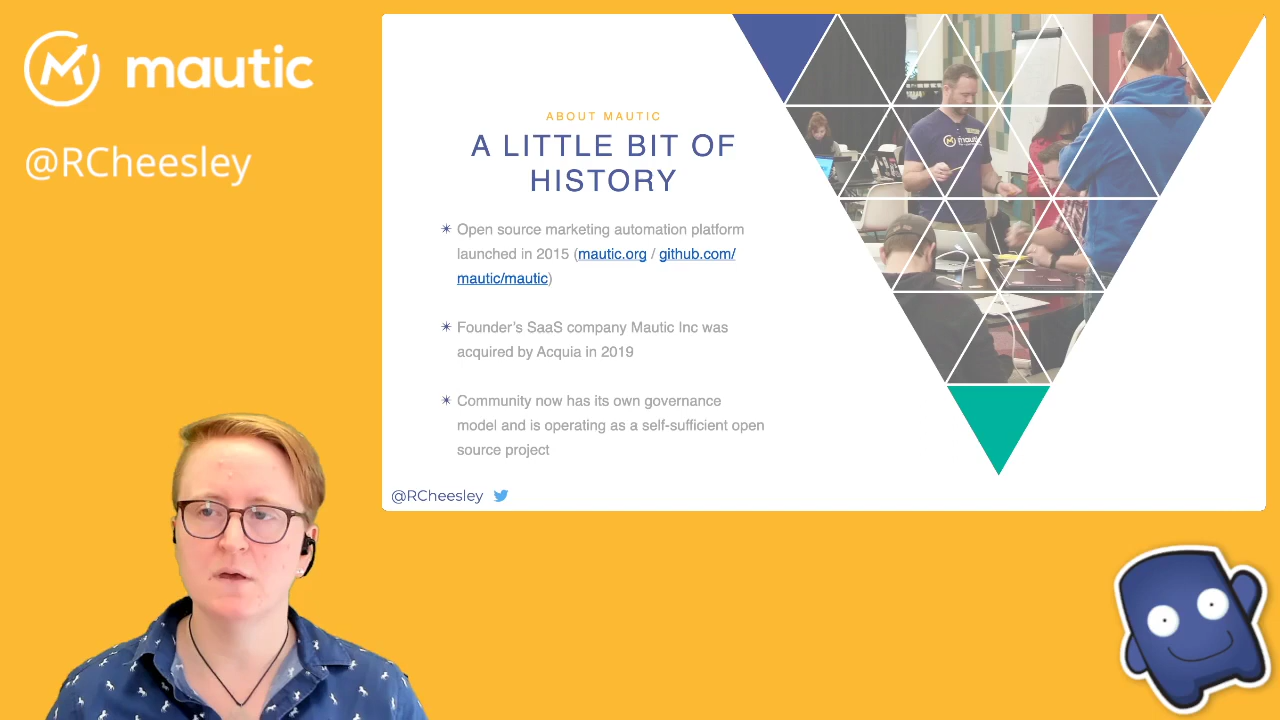 mautic
@RCheesley
ABOUT MAUTIC
A LITTLE BIT OF
HISTORY
✴ Open source marketing automation platform
launched in 2015 (mautic.org / github.com/
mautic/mautic)
✴ Founder’s SaaS company Mautic Inc was
acquired by Acquia in 2019
✴ Community now has its own governance
model and is operating as a self-sufficient open
source project
@RCheesley
mautic